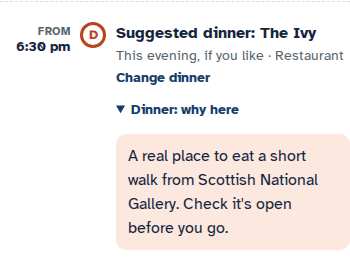 FROM
6:30 pm
D
Suggested dinner: The Ivy
This evening, if you like · Restaurant
Change dinner
▼ Dinner: why here
A real place to eat a short
walk from Scottish National
Gallery. Check it's open
before you go.